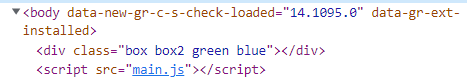 ▼<body data-new-gr-c-s-check-loaded="14.1095.0" data-gr-ext-
installed>
<div class="box box2 green blue"></div>
<script src="main.js"></script>